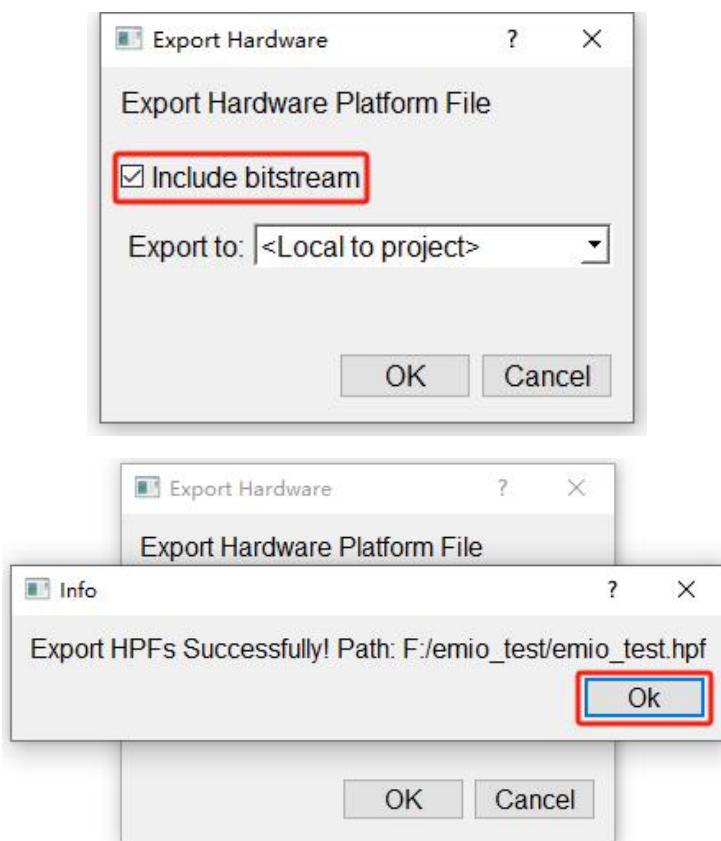 Export Hardware ? ×
Export Hardware Platform File
Include bitstream
Export to: <Local to project>
OK Cancel
Export Hardware ? ×
Export Hardware Platform File
Info ? ×
Export HPFs Successfully! Path: F:/emio_test/emio_test.hpf
Ok
OK Cancel